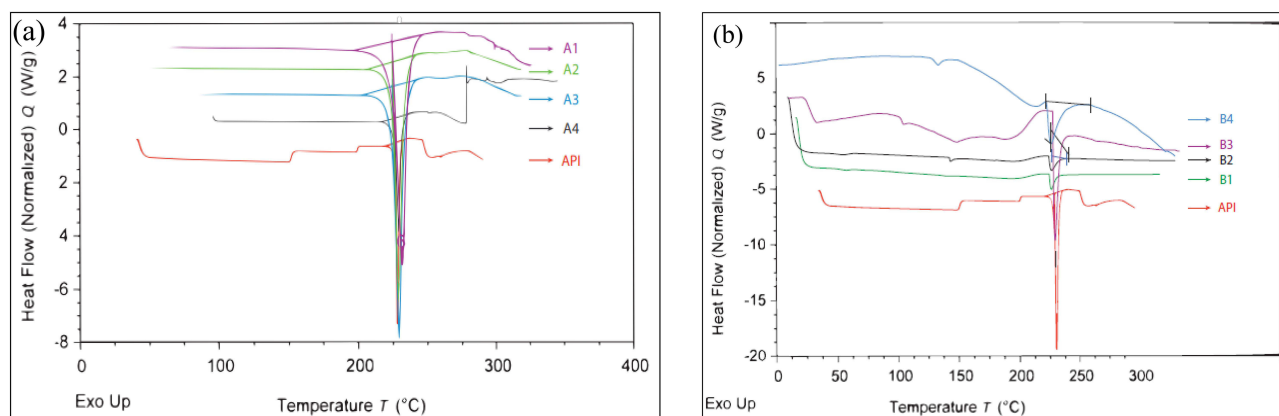 (a)
Heat Flow (Normalized) Q (W/g)
4
2
0
2
4
-6
-8
0
100
200
300
400
A1
A2
A3
A4
API
Exo Up
Temperature T (°C)
(b)
Heat Flow (Normalized) Q (W/g)
5
0
-5
-10
-15
-20
0
50
100
150
200
250
300
B4
B3
B2
B1
API
Exo Up
Temperature T (°C)